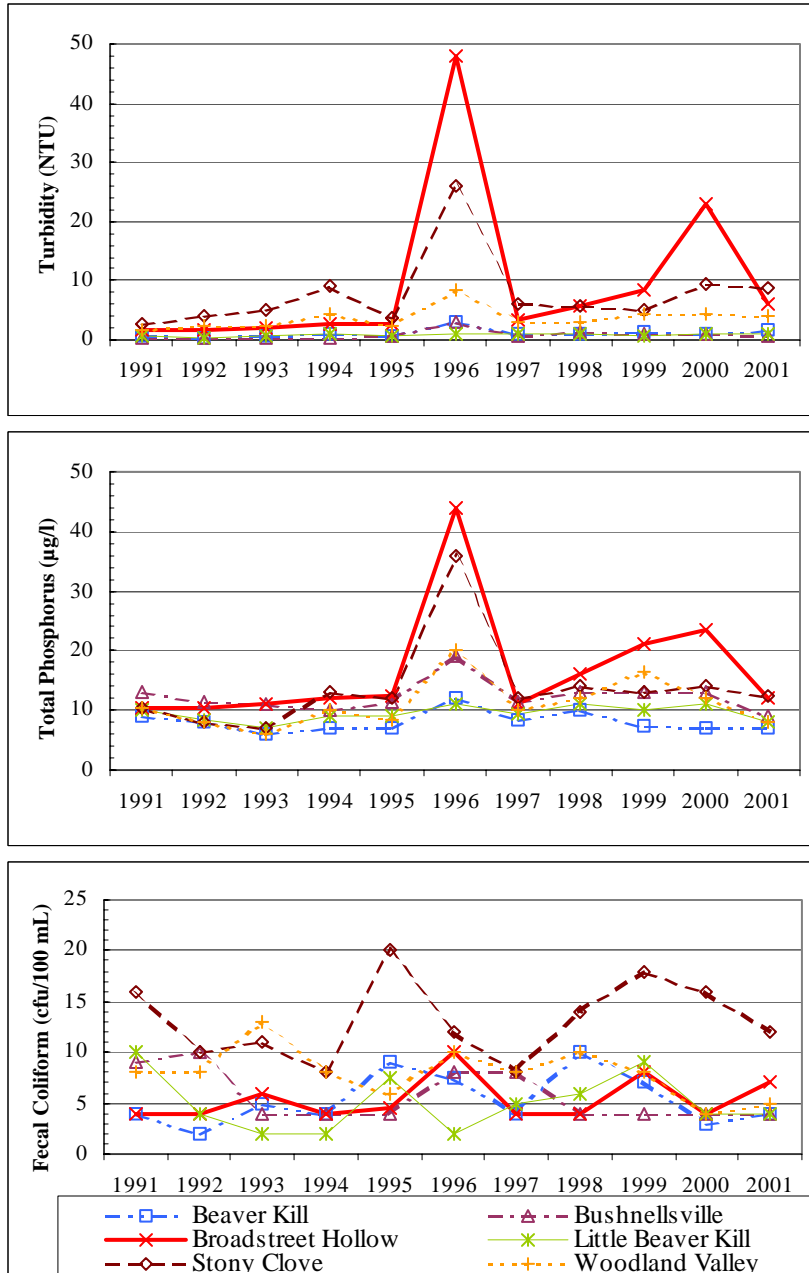 50
40
30
20
10
0
Turbidity (NTU)
1991 1992 1993 1994 1995 1996 1997 1998 1999 2000 2001
50
40
30
20
10
0
Total Phosphorus (µg/l)
1991 1992 1993 1994 1995 1996 1997 1998 1999 2000 2001
25
20
15
10
5
0
Fecal Coliform (cfu/100 mL)
1991 1992 1993 1994 1995 1996 1997 1998 1999 2000 2001
Beaver Kill Bushnellsville
Broadstreet Hollow Little Beaver Kill
Stony Clove Woodland Valley